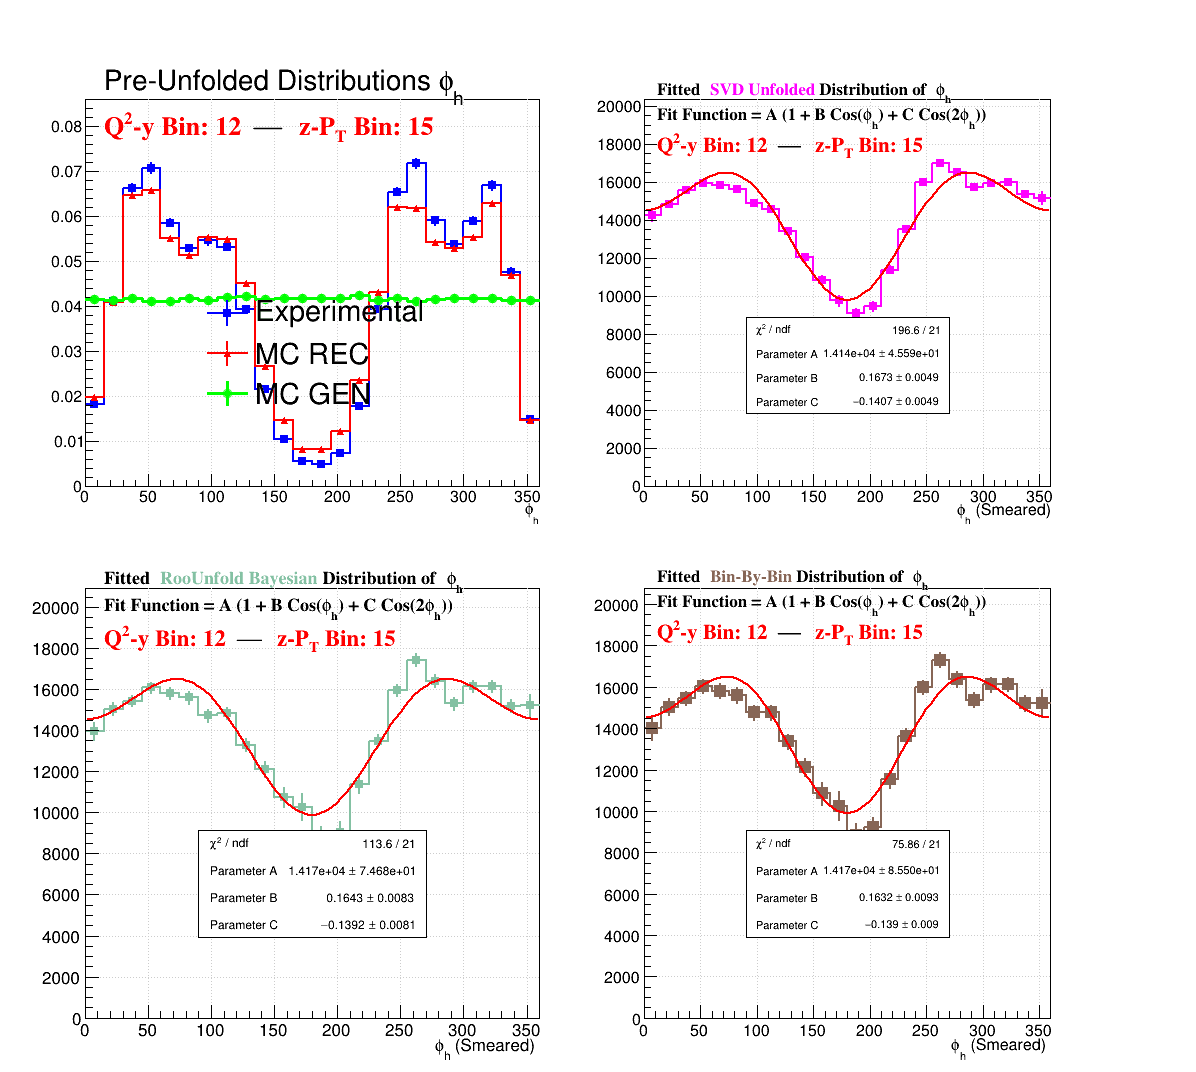 Pre-Unfolded Distributions ϕh
Q²-y Bin: 12 — z-PT Bin: 15
0.08
0.07
0.06
0.05
0.04
0.03
0.02
0.01
0
Experimental
MC REC
MC GEN
0 50 100 150 200 250 300 350
ϕh
Fitted SVD Unfolded Distribution of ϕh
Fit Function = A (1 + B Cos(ϕh) + C Cos(2ϕh))
Q²-y Bin: 12 — z-PT Bin: 15
20000
18000
16000
14000
12000
10000
8000
6000
4000
2000
0
χ² / ndf 196.6 / 21
Parameter A 1.414e+04 ± 4.559e+01
Parameter B 0.1673 ± 0.0049
Parameter C −0.1407 ± 0.0049
0 50 100 150 200 250 300 350
ϕh (Smeared)
Fitted RooUnfold Bayesian Distribution of ϕh
Fit Function = A (1 + B Cos(ϕh) + C Cos(2ϕh))
Q²-y Bin: 12 — z-PT Bin: 15
20000
18000
16000
14000
12000
10000
8000
6000
4000
2000
0
χ² / ndf 113.6 / 21
Parameter A 1.417e+04 ± 7.468e+01
Parameter B 0.1643 ± 0.0083
Parameter C −0.1392 ± 0.0081
0 50 100 150 200 250 300 350
ϕh (Smeared)
Fitted Bin-By-Bin Distribution of ϕh
Fit Function = A (1 + B Cos(ϕh) + C Cos(2ϕh))
Q²-y Bin: 12 — z-PT Bin: 15
20000
18000
16000
14000
12000
10000
8000
6000
4000
2000
0
χ² / ndf 75.86 / 21
Parameter A 1.417e+04 ± 8.550e+01
Parameter B 0.1632 ± 0.0093
Parameter C −0.139 ± 0.009
0 50 100 150 200 250 300 350
ϕh (Smeared)